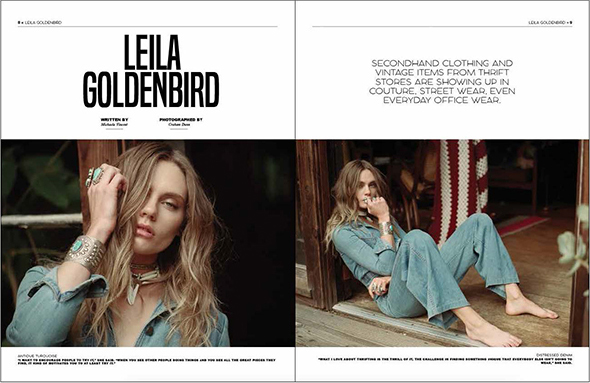 8 • LEILA GOLDENBIRD
LEILA
GOLDENBIRD
WRITTEN BY
Michaela Vincent
PHOTOGRAPHED BY
Graham Dunn
ANTIQUE TURQUOISE
"I WANT TO ENCOURAGE PEOPLE TO TRY IT," SHE SAID. "WHEN YOU SEE OTHER PEOPLE DOING THINGS AND YOU SEE ALL THE GREAT PIECES THEY
FIND, IT KIND OF MOTIVATES YOU TO AT LEAST TRY IT."
LEILA GOLDENBIRD • 9
SECONDHAND CLOTHING AND
VINTAGE ITEMS FROM THRIFT
STORES ARE SHOWING UP IN
COUTURE, STREET WEAR, EVEN
EVERYDAY OFFICE WEAR.
DISTRESSED DENIM
"WHAT I LOVE ABOUT THRIFTING IS THE THRILL OF IT, THE CHALLENGE IN FINDING SOMETHING UNIQUE THAT EVERYBODY ELSE ISN'T GOING TO
WEAR," SHE SAID.